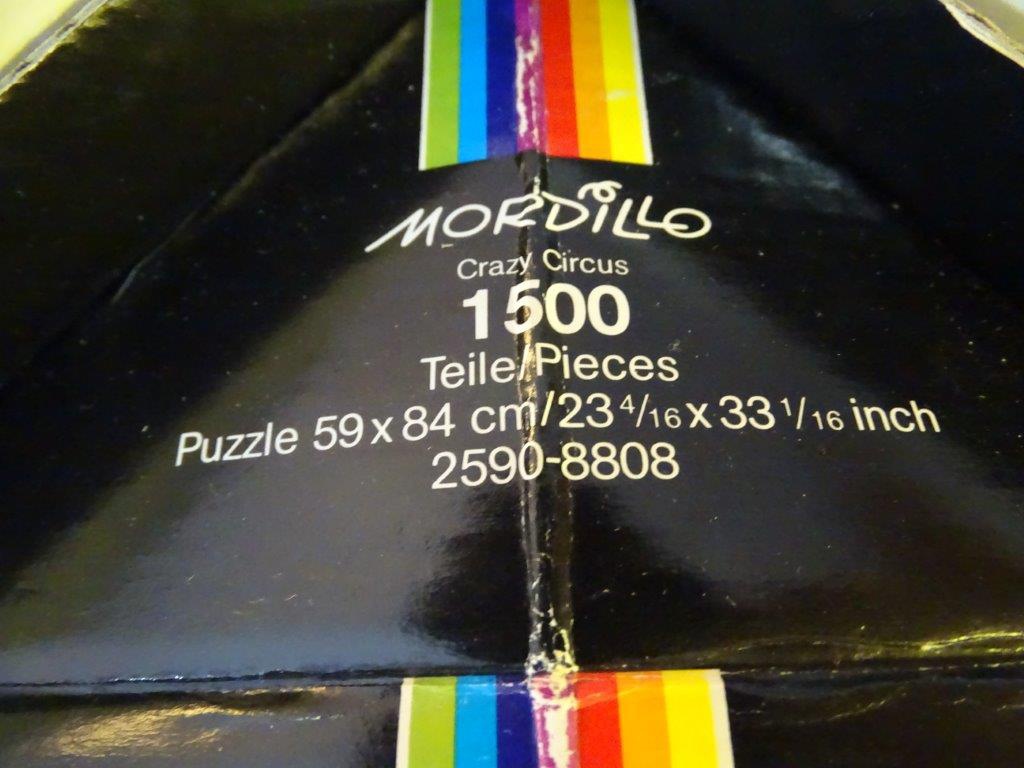 MORDILLO
Crazy Circus
1500
Teile/Pieces
Puzzle 59 x 84 cm/23 4/16 x 33 1/16 inch
2590-8808